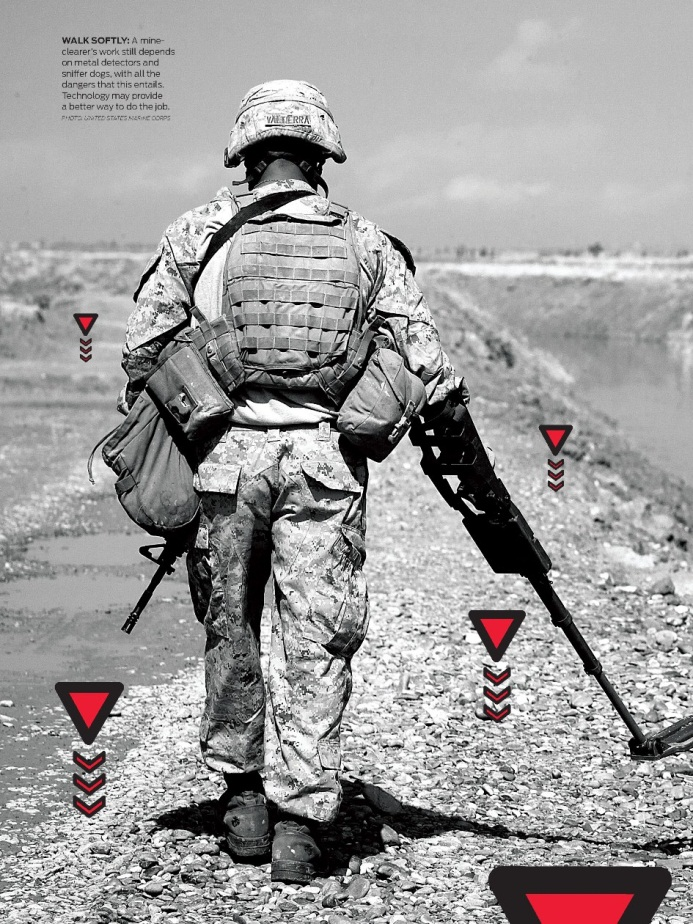 WALK SOFTLY: A mine-
clearer's work still depends
on metal detectors and
sniffer dogs, with all the
dangers that this entails.
Technology may provide
a better way to do the job.
PHOTO: UNITED STATES MARINE CORPS
VALDIERRA